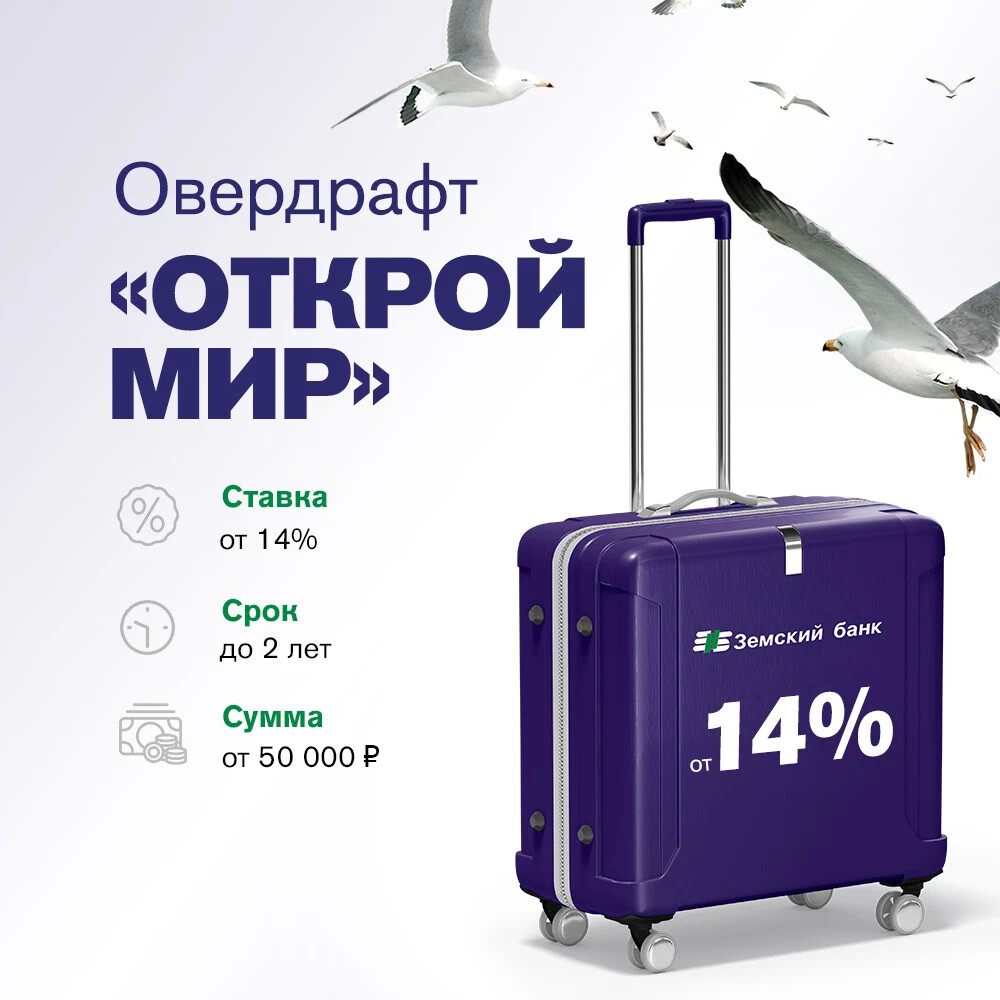 Овердрафт
«ОТКРОЙ
МИР»
Ставка
от 14%
Срок
до 2 лет
Сумма
от 50 000 ₽
Земский банк
от 14%